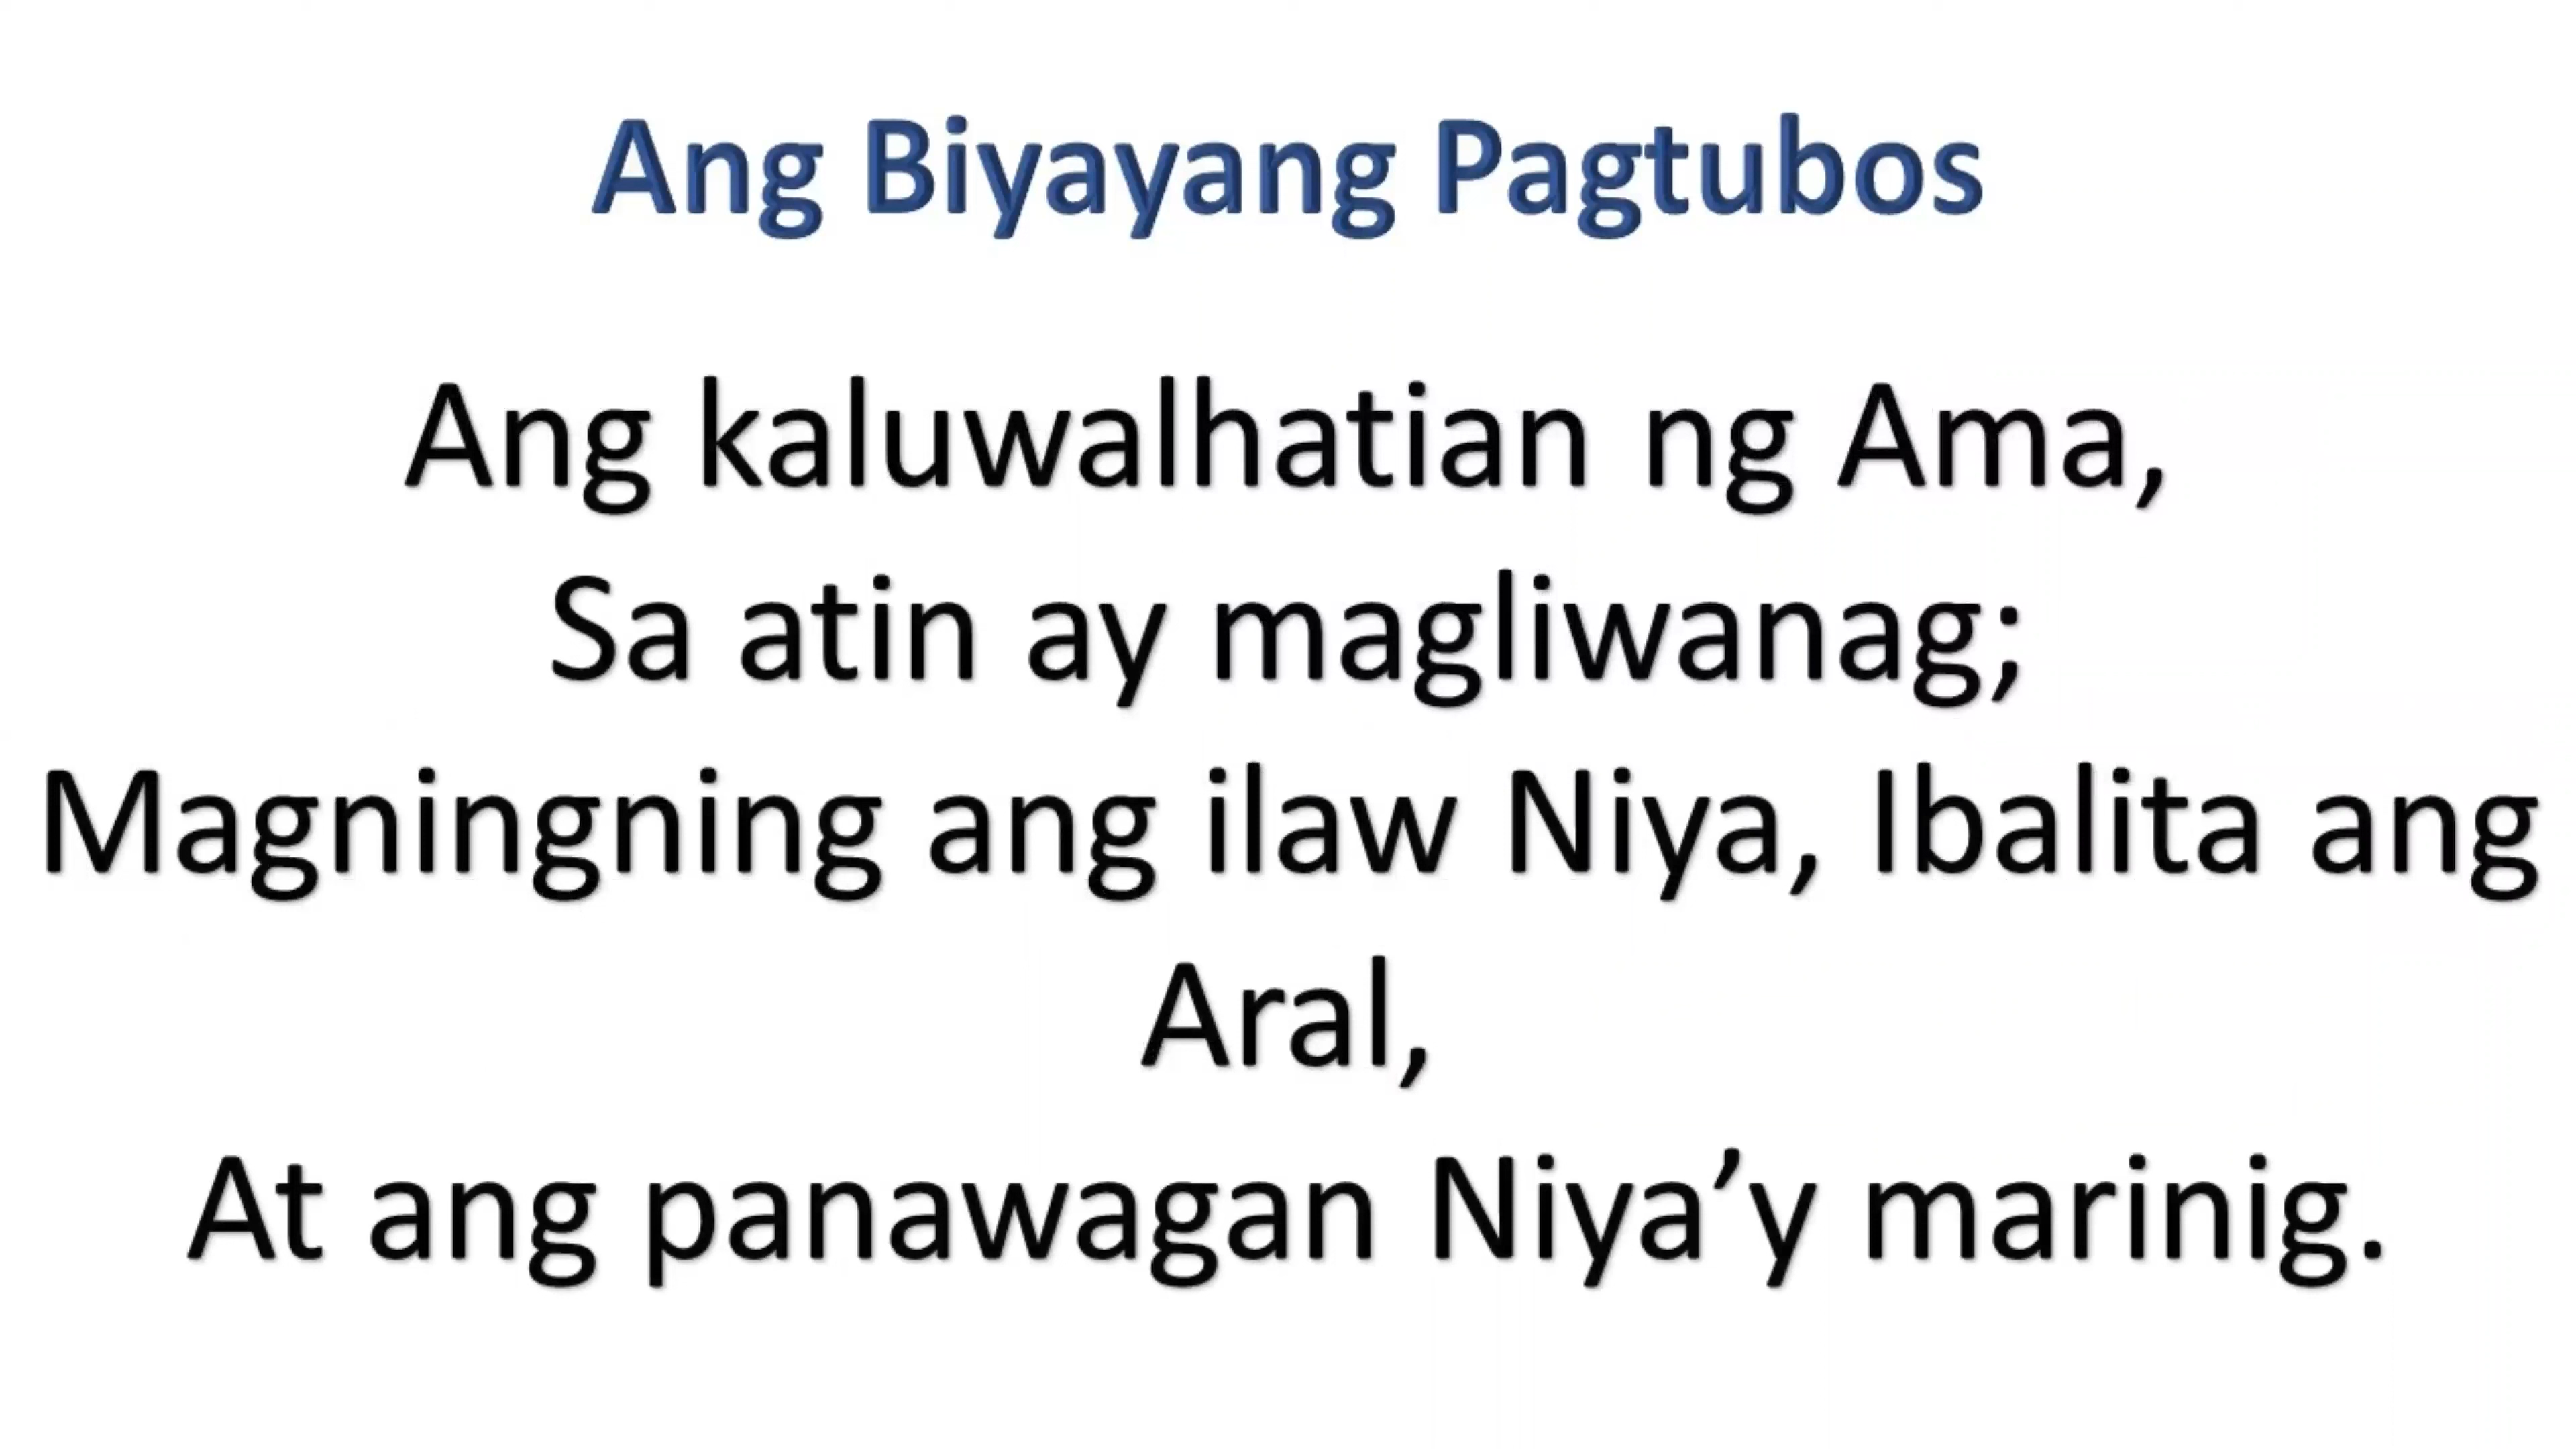 Ang Biyayang Pagtubos
Ang kaluwalhatian ng Ama,
Sa atin ay magliwanag;
Magningning ang ilaw Niya, Ibalita ang
Aral,
At ang panawagan Niya’y marinig.